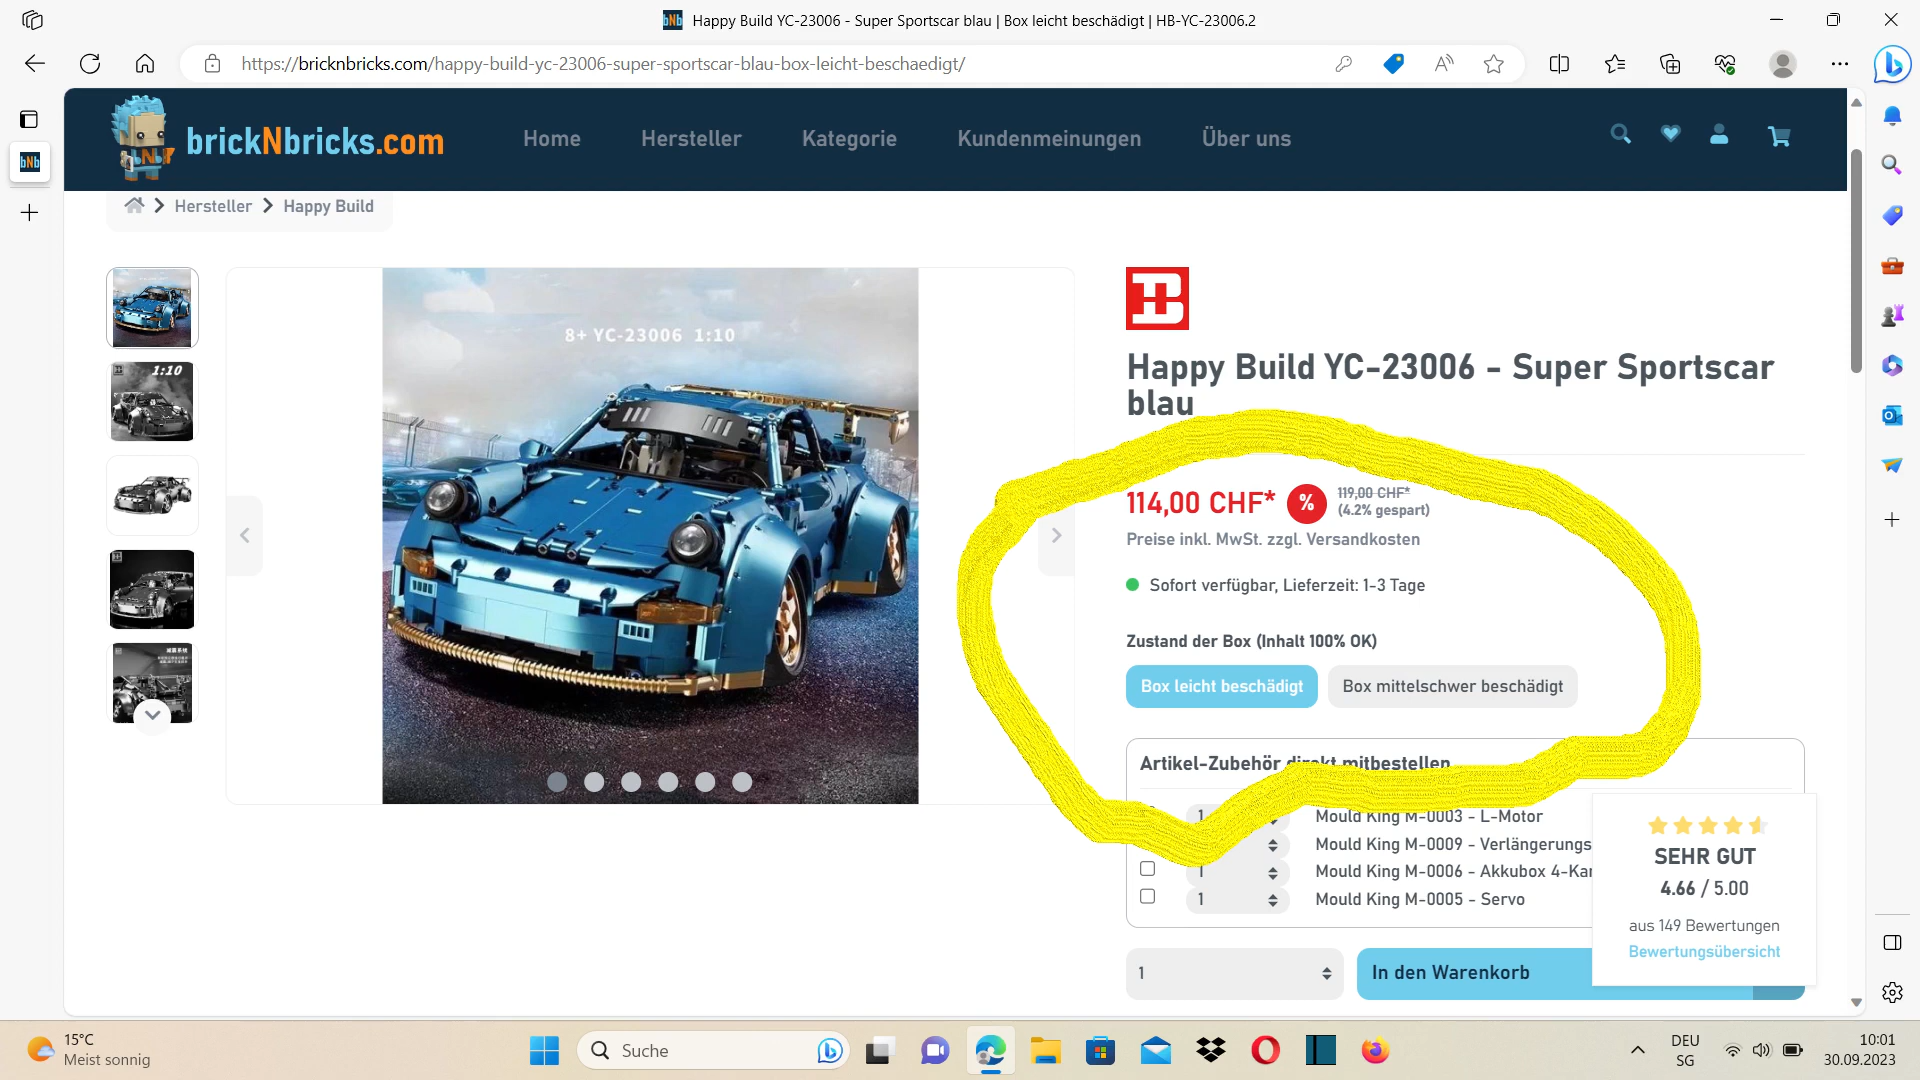 Happy Build YC-23006 - Super Sportscar blau | Box leicht beschädigt | HB-YC-23006.2
https://bricknbricks.com/happy-build-yc-23006-super-sportscar-blau-box-leicht-beschaedigt/
brickNbricks.com
Home
Hersteller
Kategorie
Kundenmeinungen
Über uns
Hersteller
Happy Build
1:10
8+ YC-23006 1:10
Happy Build YC-23006 - Super Sportscar
blau
114,00 CHF*
%
119,00 CHF*
(4.2% gespart)
Preise inkl. MwSt. zzgl. Versandkosten
Sofort verfügbar, Lieferzeit: 1-3 Tage
Zustand der Box (Inhalt 100% OK)
Box leicht beschädigt
Box mittelschwer beschädigt
Artikel-Zubehör direkt mitbestellen
1
Mould King M-0003 - L-Motor
Mould King M-0009 - Verlängerungs
1
Mould King M-0006 - Akkubox 4-Kan
1
Mould King M-0005 - Servo
1
In den Warenkorb
SEHR GUT
4.66 / 5.00
aus 149 Bewertungen
Bewertungsübersicht
15°C
Meist sonnig
Suche
DEU
SG
10:01
30.09.2023